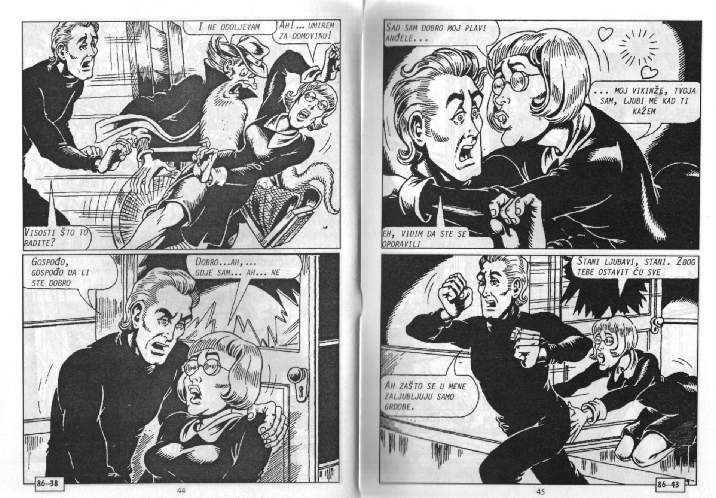 I NE ODOLJEVAM
AH!... UMIREM
ZA DOMOVINU!
VISOSTI ŠTO TO
RADITE?
GOSPOĐO,
GOSPOĐO DA LI
STE DOBRO
DOBRO...AH,...
GDJE SAM... AH... NE
86-38
44
SAD SAM DOBRO MOJ PLAVI
ANĐELE...
... MOJ VIKINŽE, TVOJA
SAM, LJUBI ME KAD TI
KAŽEM
EH, VIDIM DA STE SE
OPORAVILI
STANI LJUBAVI, STANI. ZBOG
TEBE OSTAVIT ĆU SVE
AH ZAŠTO SE U MENE
ZALJUBLJUJU SAMO
GRDOBE.
45
86-43